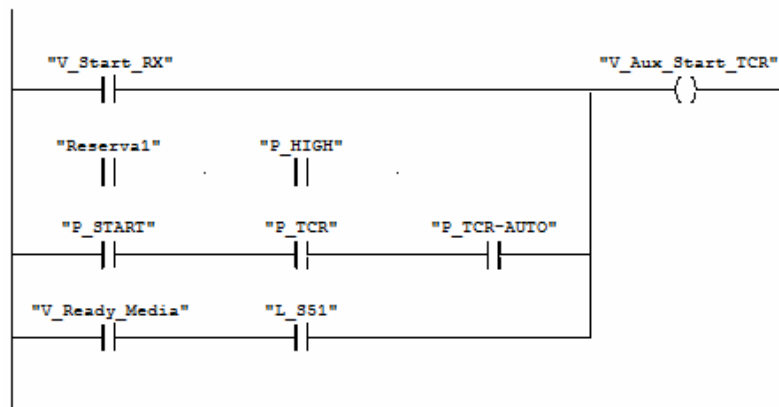 "V_Start_RX" "V_Aux_Start_TCR"
"Reserva1" "P_HIGH"
"P_START" "P_TCR" "P_TCR-AUTO"
"V_Ready_Media" "L_S51"